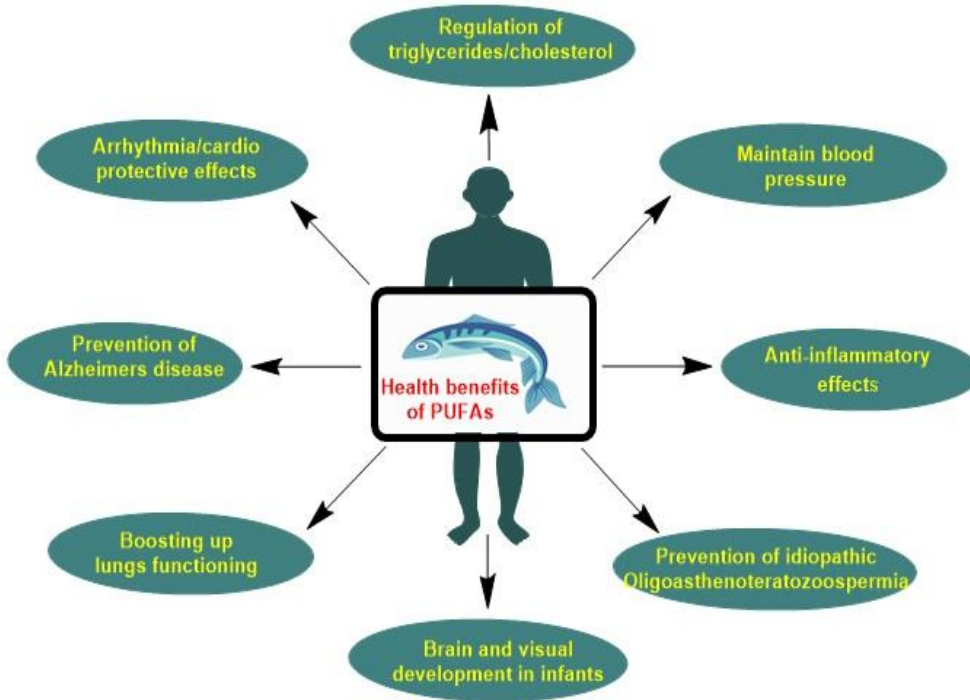 Regulation of
triglycerides/cholesterol
Arrhythmia/cardio
protective effects
Maintain blood
pressure
Prevention of
Alzheimers disease
Health benefits
of PUFAs
Anti-inflammatory
effects
Boosting up
lungs functioning
Prevention of idiopathic
Oligoasthenoteratozoospermia
Brain and visual
development in infants